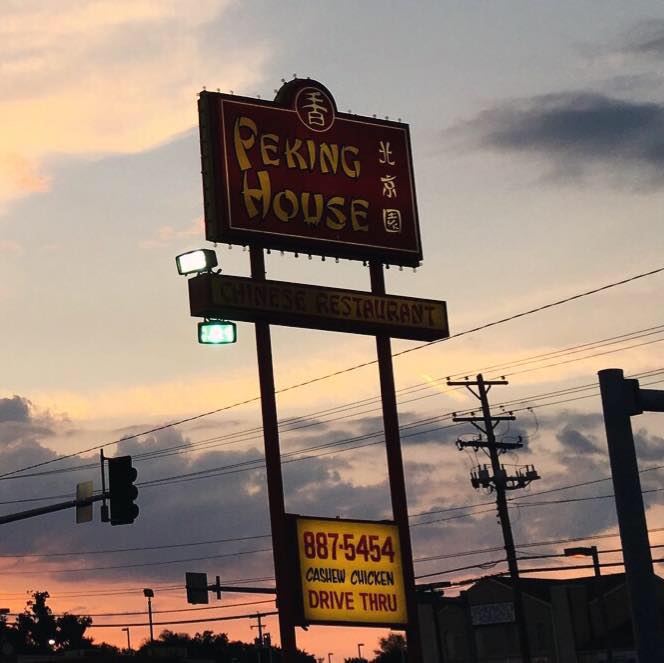 香
PEKING
HOUSE
北京園
CHINESE RESTAURANT
887-5454
CASHEW CHICKEN
DRIVE THRU